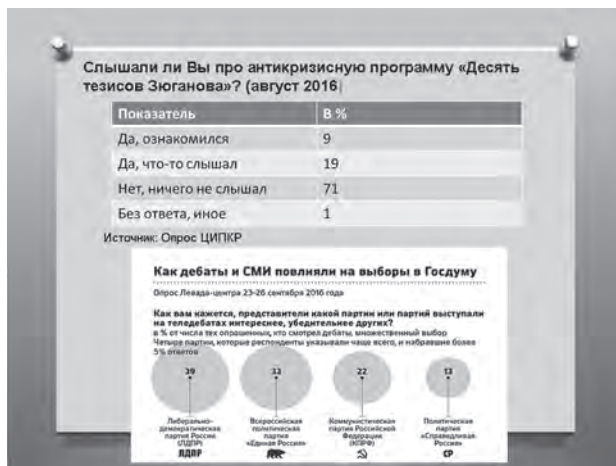 Слышали ли Вы про антикризисную программу «Десять
тезисов Зюганова»? (август 2016)
Показатель В %
Да, ознакомился 9
Да, что-то слышал 19
Нет, ничего не слышал 71
Без ответа, иное 1
Источник: Опрос ЦИПКР
Как дебаты и СМИ повлияли на выборы в Госдуму
Опрос Левада-центра 23-26 сентября 2016 года
Как вам кажется, представители какой партии или партий выступали
на теледебатах интереснее, убедительнее других?
в % от числа тех опрошенных, кто смотрел дебаты, множественный выбор
Четыре партии, которые респонденты указывали чаще всего, и набравшие более
5% ответов
39 33 22 13
Либерально-демократическая партия России (ЛДПР)
Всероссийская политическая партия «Единая Россия»
Коммунистическая партия Российской Федерации (КПРФ)
Политическая партия «Справедливая Россия»
ЛДПР СР